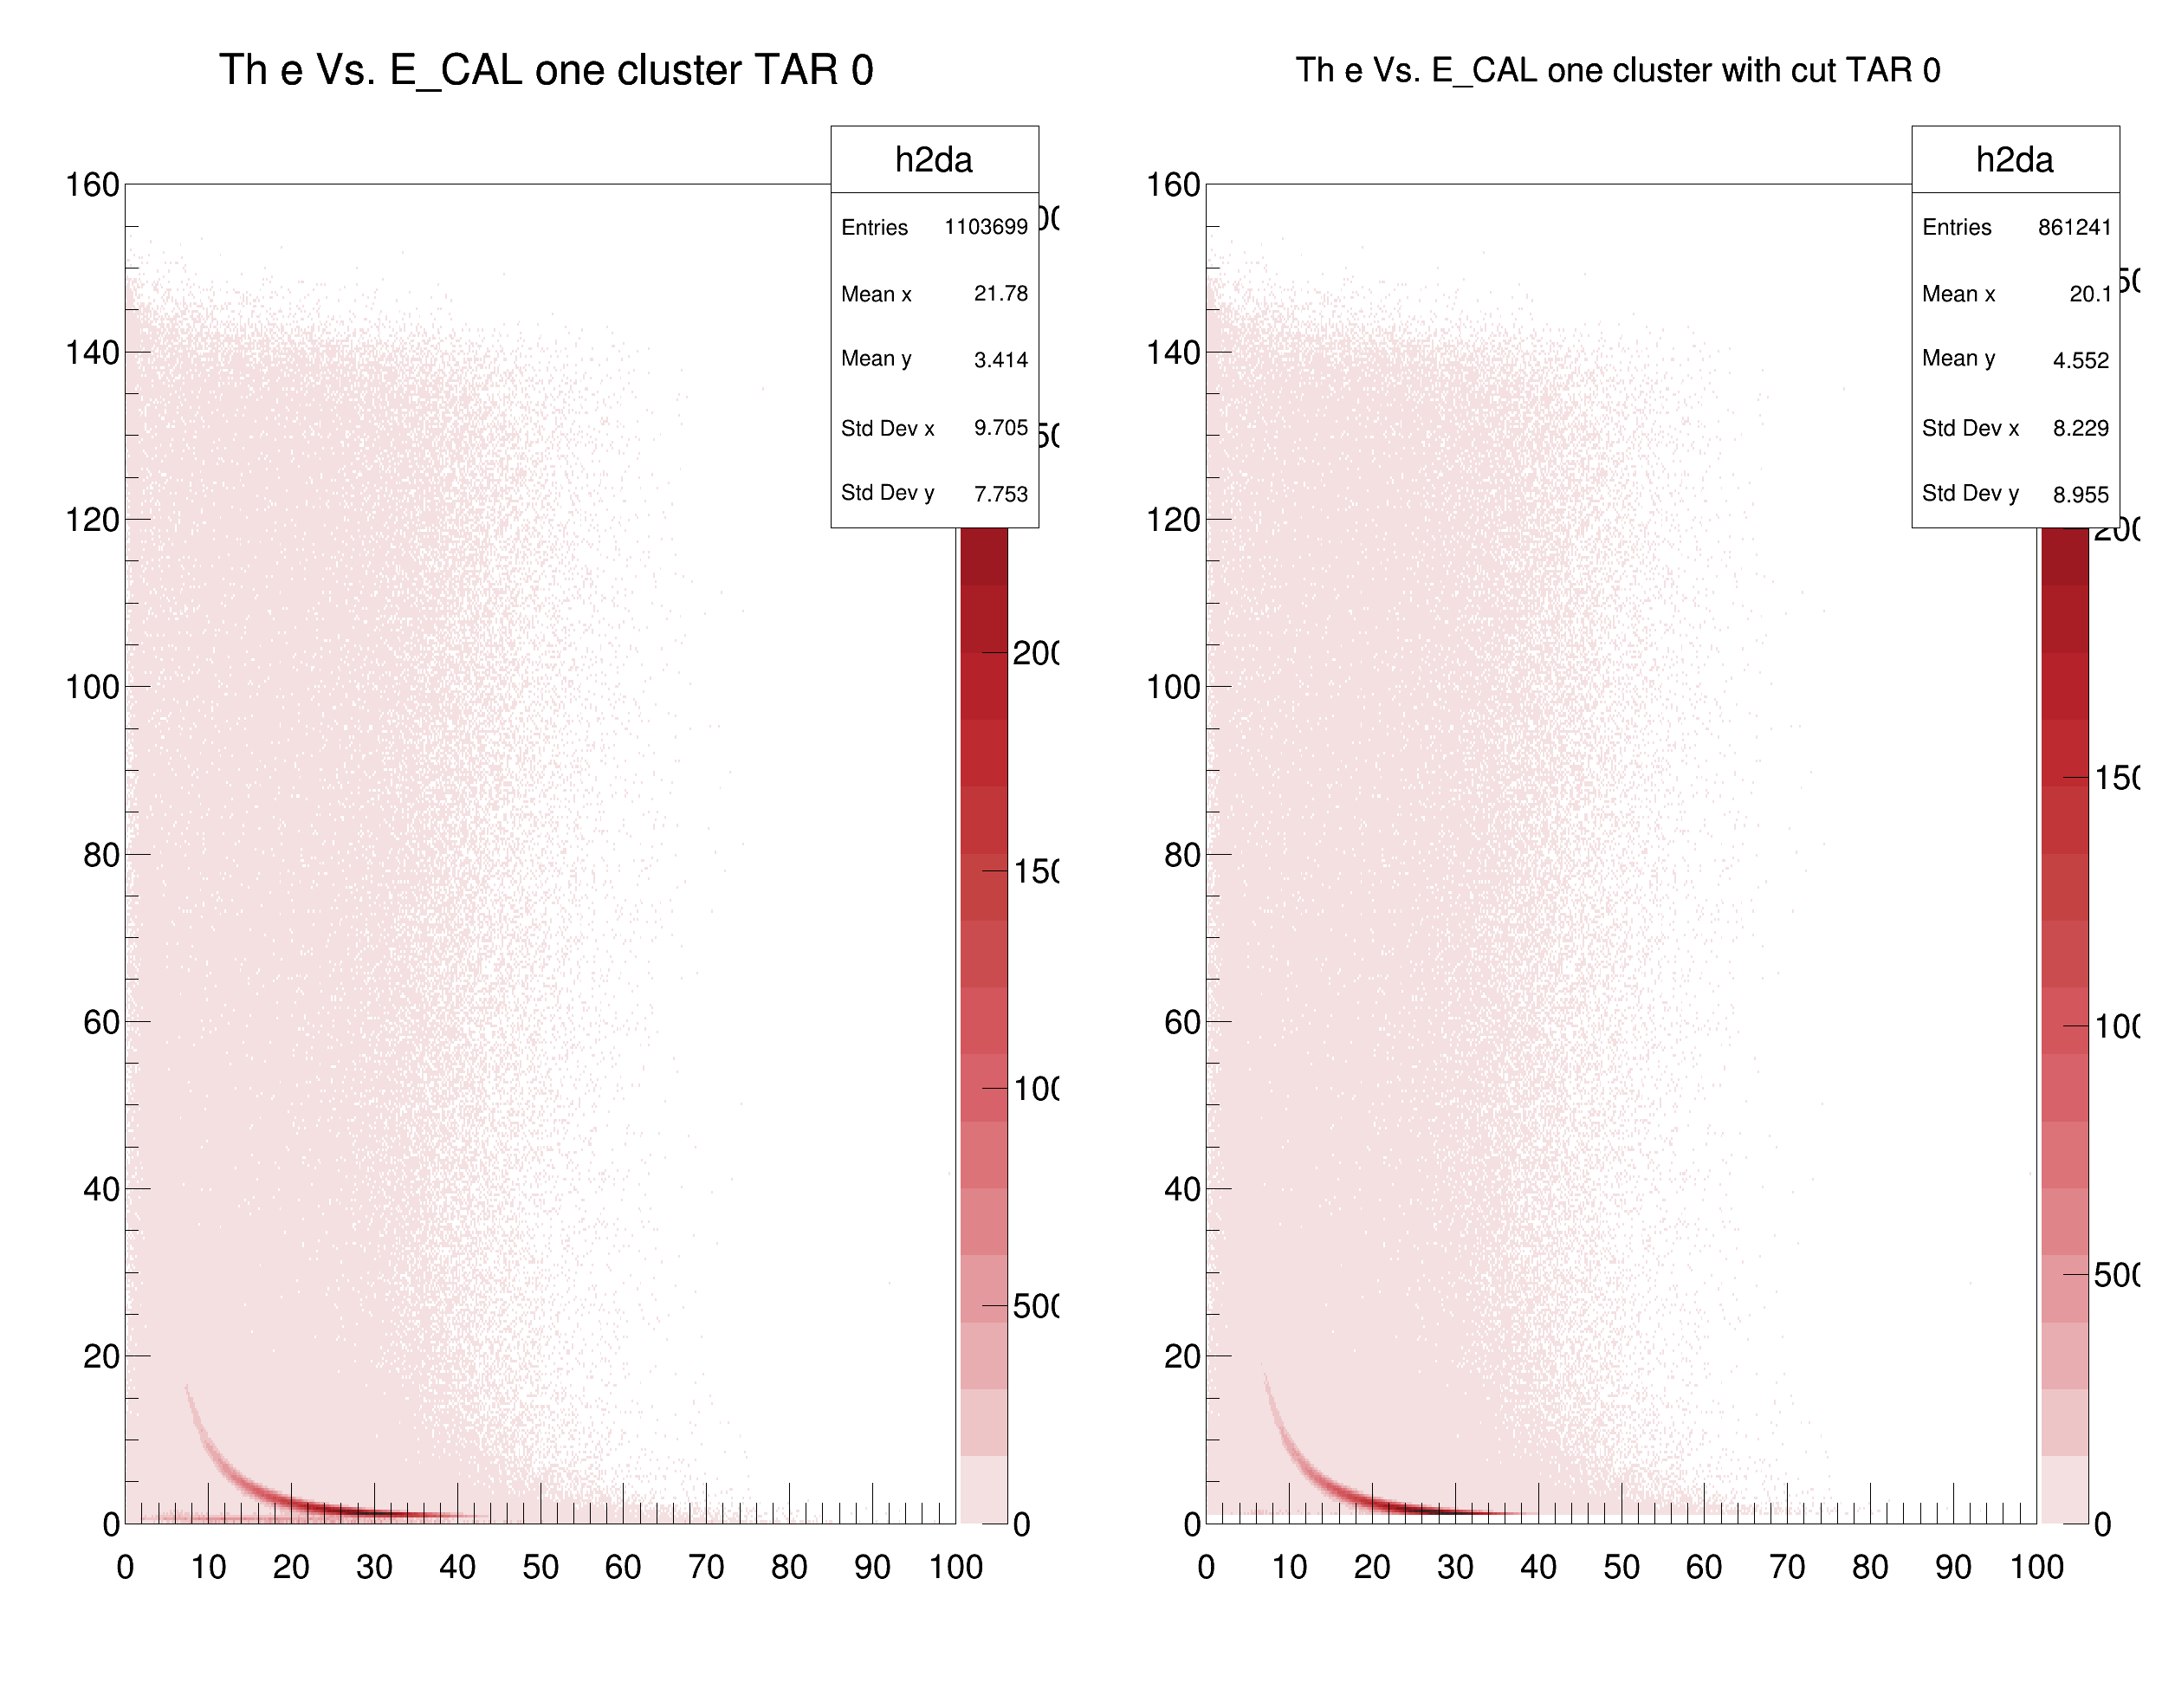 Th e Vs. E_CAL one cluster TAR 0
h2da
Entries 1103699
Mean x 21.78
Mean y 3.414
Std Dev x 9.705
Std Dev y 7.753
160
140
120
100
80
60
40
20
0
0 10 20 30 40 50 60 70 80 90 100
0
Th e Vs. E_CAL one cluster with cut TAR 0
h2da
Entries 861241
Mean x 20.1
Mean y 4.552
Std Dev x 8.229
Std Dev y 8.955
160
140
120
100
80
60
40
20
0
0 10 20 30 40 50 60 70 80 90 100
0